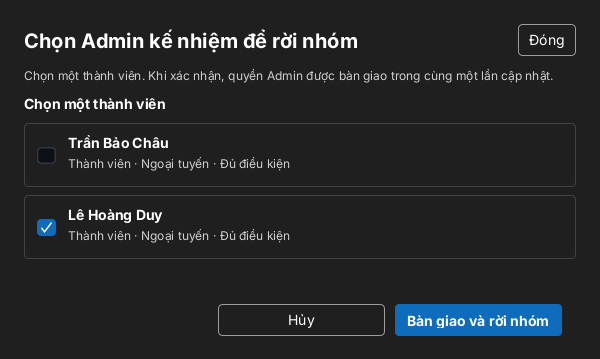 Chọn Admin kế nhiệm để rời nhóm
Đóng
Chọn một thành viên. Khi xác nhận, quyền Admin được bàn giao trong cùng một lần cập nhật.
Chọn một thành viên
Trần Bảo Châu
Thành viên · Ngoại tuyến · Đủ điều kiện
Lê Hoàng Duy
Thành viên · Ngoại tuyến · Đủ điều kiện
Hủy
Bàn giao và rời nhóm